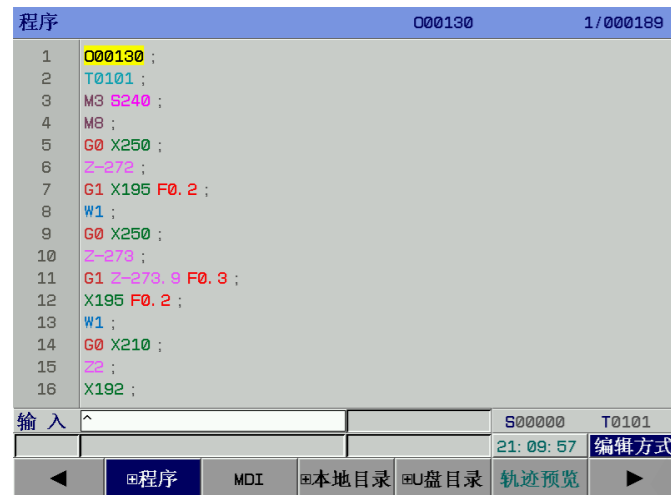 程序 O00130 1/000189
1 O00130 ;
2 T0101 ;
3 M3 S240 ;
4 M8 ;
5 G0 X250 ;
6 Z-272 ;
7 G1 X195 F0.2 ;
8 W1 ;
9 G0 X250 ;
10 Z-273 ;
11 G1 Z-273.9 F0.3 ;
12 X195 F0.2 ;
13 W1 ;
14 G0 X210 ;
15 Z2 ;
16 X192 ;
输入 ^ S00000 T0101
21:09:57 编辑方式
◀ ⊞程序 MDI ⊞本地目录 ⊞U盘目录 轨迹预览 ▶